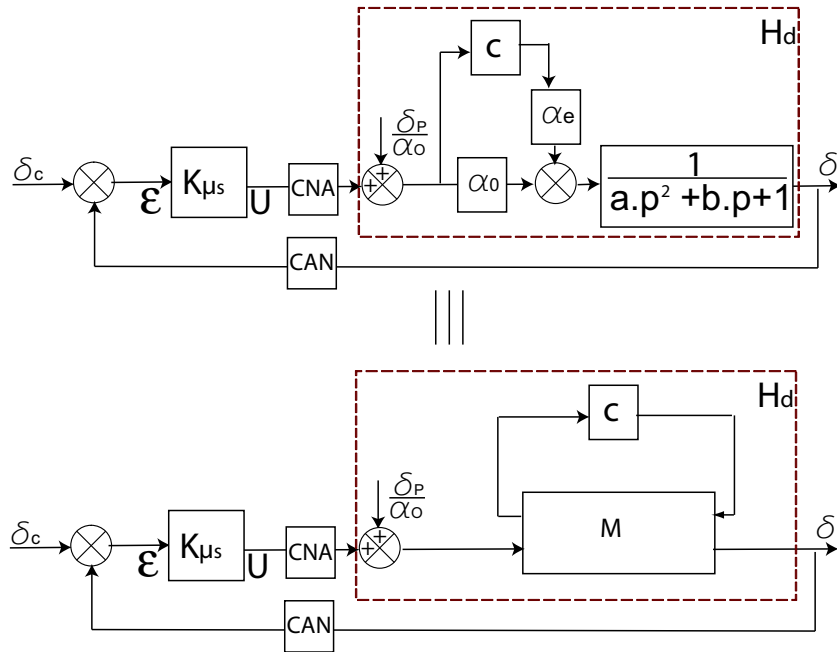 Hd
c
δP
αo
αe
δc
ε
Kμs
U
CNA
++
α0
1
a.p² +b.p+1
δ
CAN
|||
Hd
c
δP
αo
δc
ε
Kμs
U
CNA
++
M
δ
CAN